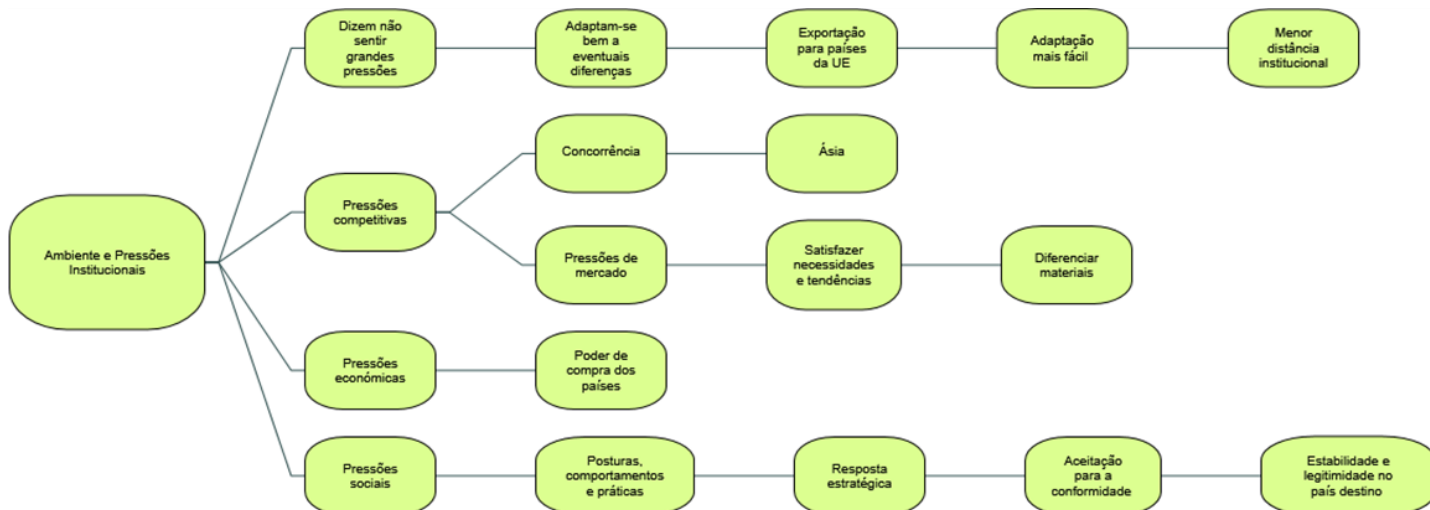 Dizem não
sentir
grandes
pressões
Adaptam-se
bem a
eventuais
diferenças
Exportação
para países
da UE
Adaptação
mais fácil
Menor
distância
institucional
Concorrência
Ásia
Pressões
competitivas
Ambiente e Pressões
Institucionais
Pressões de
mercado
Satisfazer
necessidades
e tendências
Diferenciar
materiais
Pressões
económicas
Poder de
compra dos
países
Pressões
sociais
Posturas,
comportamentos
e práticas
Resposta
estratégica
Aceitação
para a
conformidade
Estabilidade e
legitimidade no
país destino